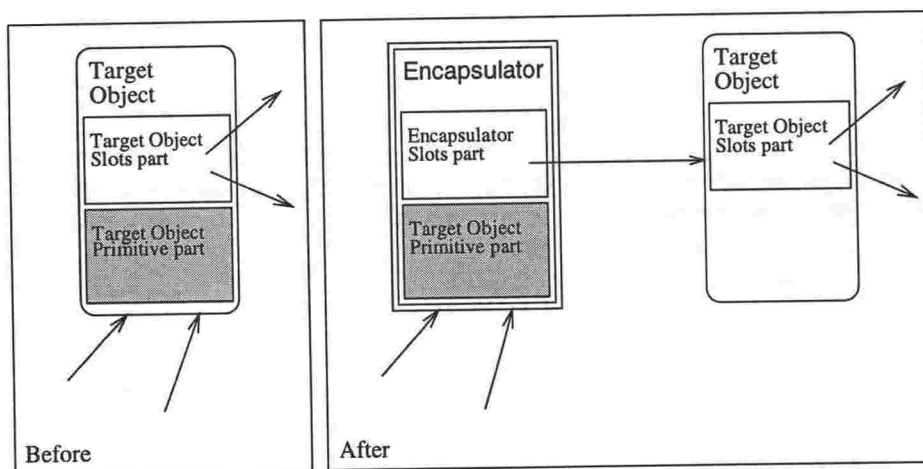 Target
Object
Target Object
Slots part
Target Object
Primitive part
Before
Encapsulator
Encapsulator
Slots part
Target Object
Primitive part
Target
Object
Target Object
Slots part
After